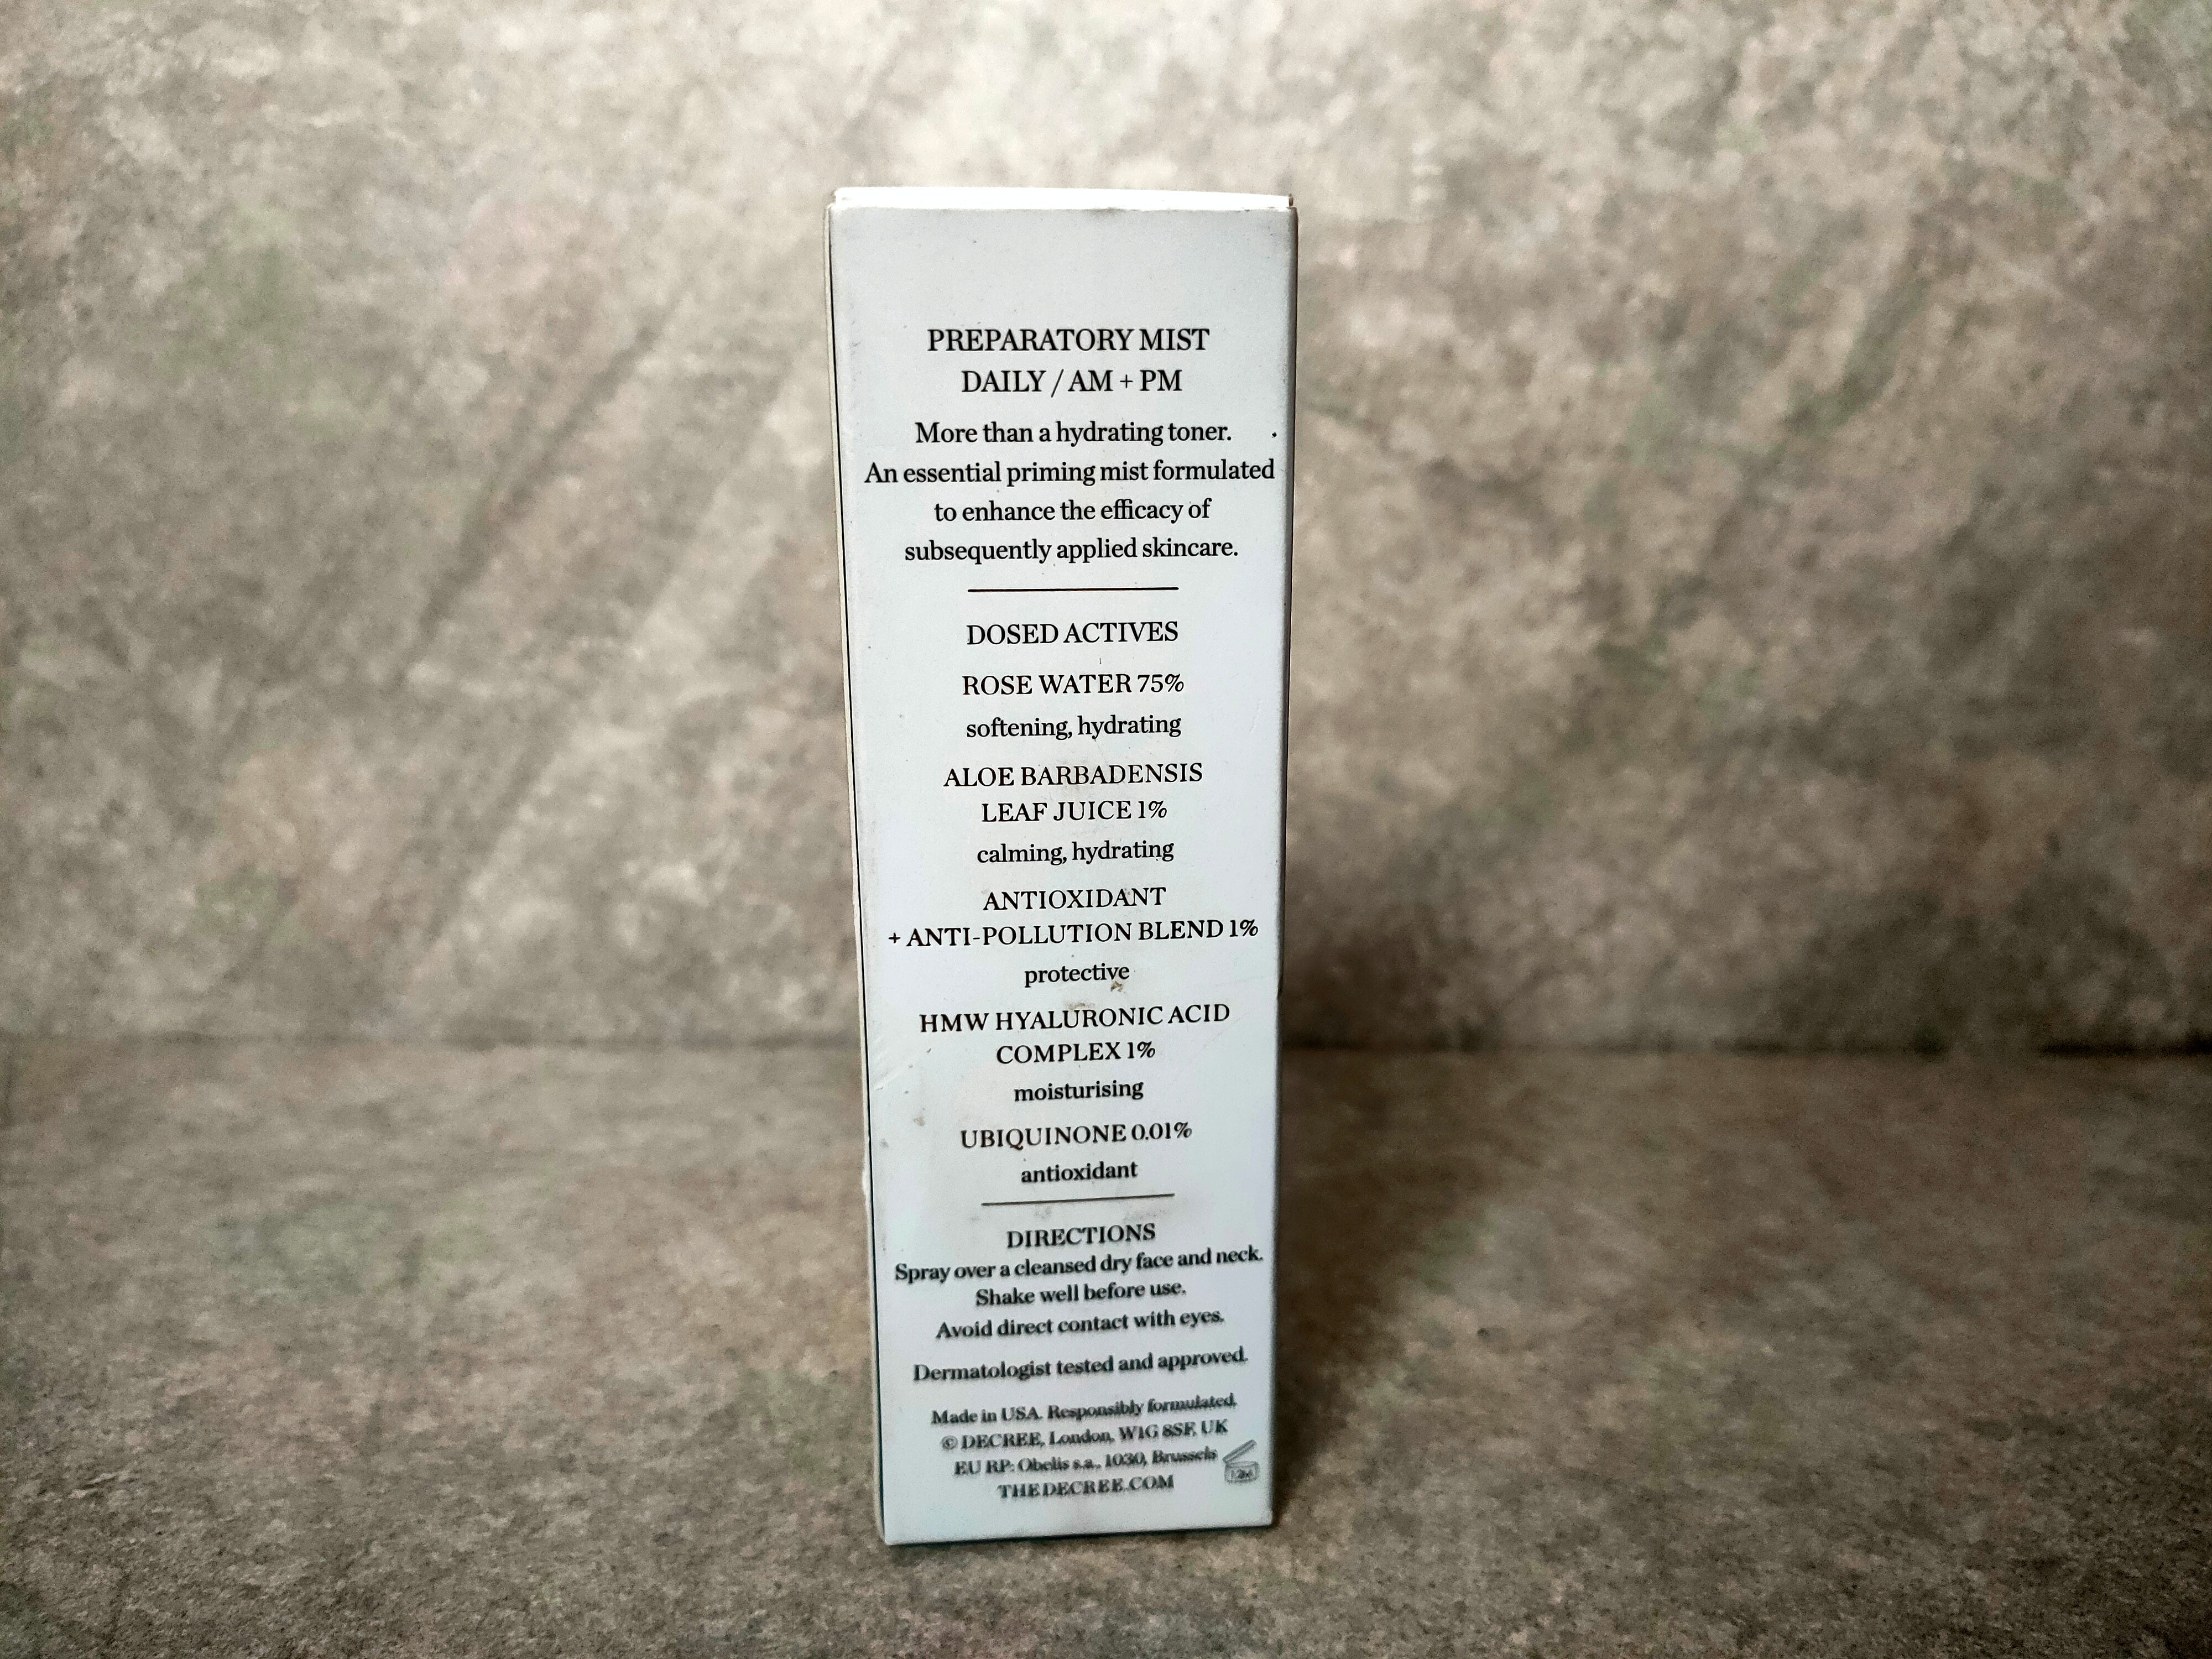 PREPARATORY MIST
DAILY / AM + PM
More than a hydrating toner.
An essential priming mist formulated
to enhance the efficacy of
subsequently applied skincare.
DOSED ACTIVES
ROSE WATER 75%
softening, hydrating
ALOE BARBADENSIS
LEAF JUICE 1%
calming, hydrating
ANTIOXIDANT
+ ANTI-POLLUTION BLEND 1%
protective
HMW HYALURONIC ACID
COMPLEX 1%
moisturising
UBIQUINONE 0.01%
antioxidant
DIRECTIONS
Spray over a cleansed dry face and neck.
Shake well before use.
Avoid direct contact with eyes.
Dermatologist tested and approved.
Made in USA. Responsibly formulated.
© DECREE, London, W1G 8SF, UK
EU RP: Obelis s.a., 1030, Brussels
THEDECREE.COM